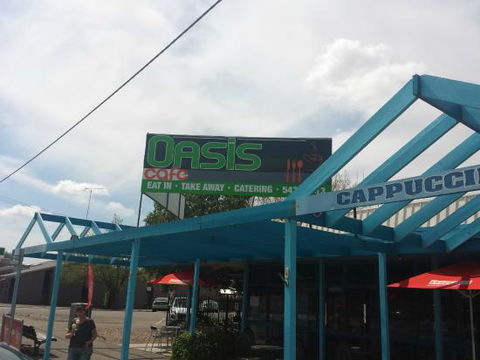 Oasis
cafe
EAT IN • TAKE AWAY • CATERING •
CAPPUCCI